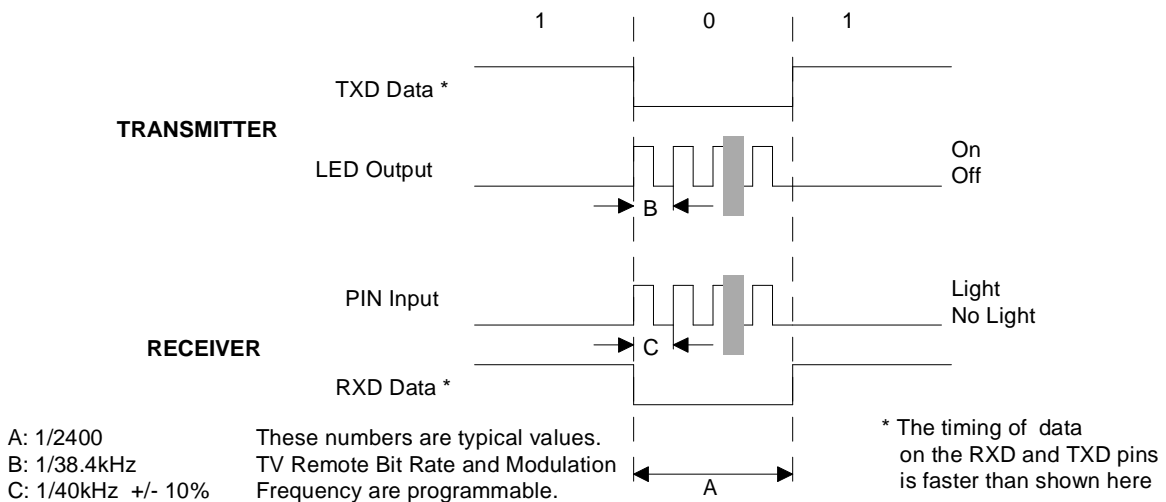 1 0 1
TXD Data *
TRANSMITTER
LED Output
On
Off
B
PIN Input
Light
No Light
RECEIVER
C
RXD Data *
A: 1/2400
B: 1/38.4kHz
C: 1/40kHz +/- 10%
These numbers are typical values.
TV Remote Bit Rate and Modulation
Frequency are programmable.
A
* The timing of data
on the RXD and TXD pins
is faster than shown here